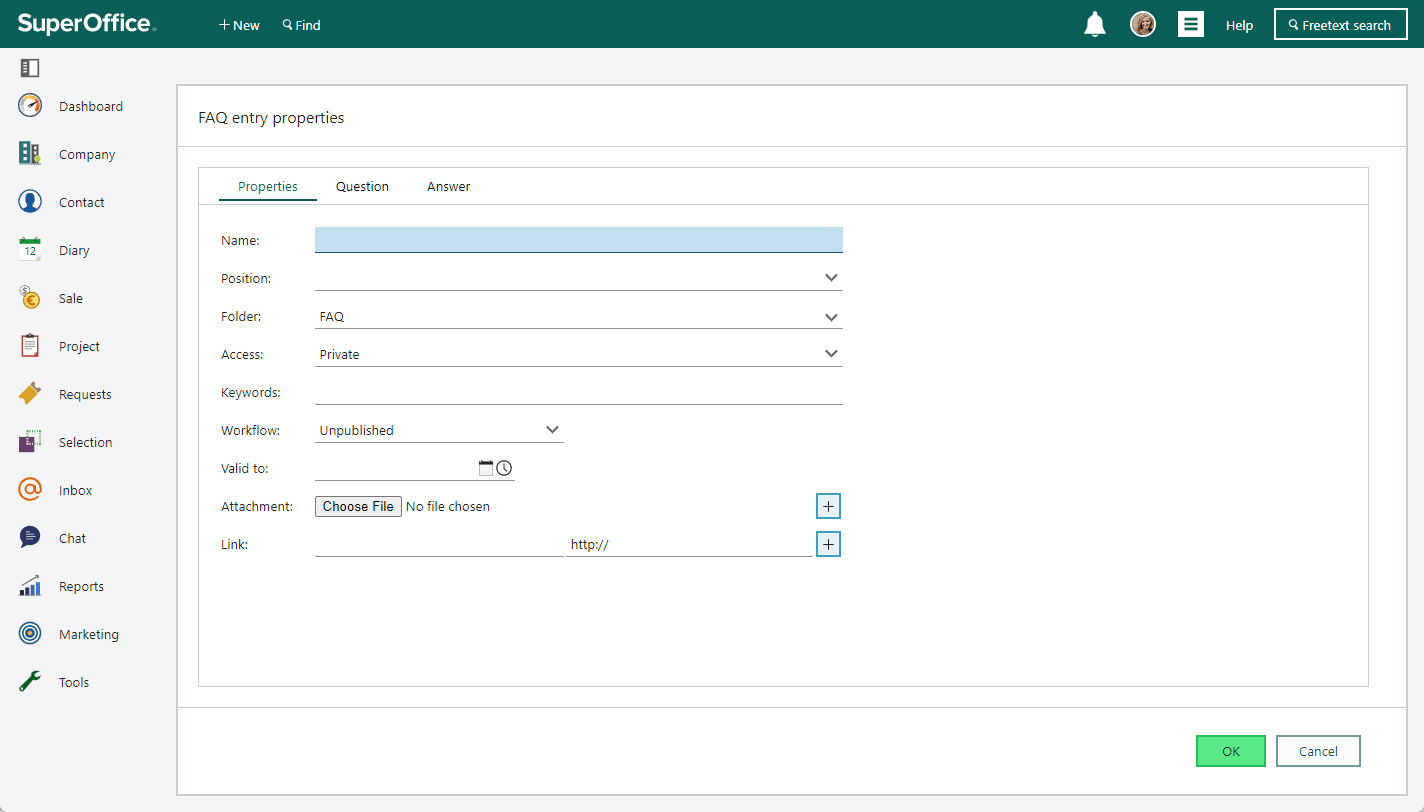 SuperOffice.
+ New
Find
Help
Freetext search
Dashboard
Company
Contact
12
Diary
Sale
Project
Requests
Selection
Inbox
Chat
Reports
Marketing
Tools
FAQ entry properties
Properties Question Answer
Name:
Position:
Folder: FAQ
Access: Private
Keywords:
Workflow: Unpublished
Valid to:
Attachment: Choose File No file chosen +
Link: http:// +
OK Cancel